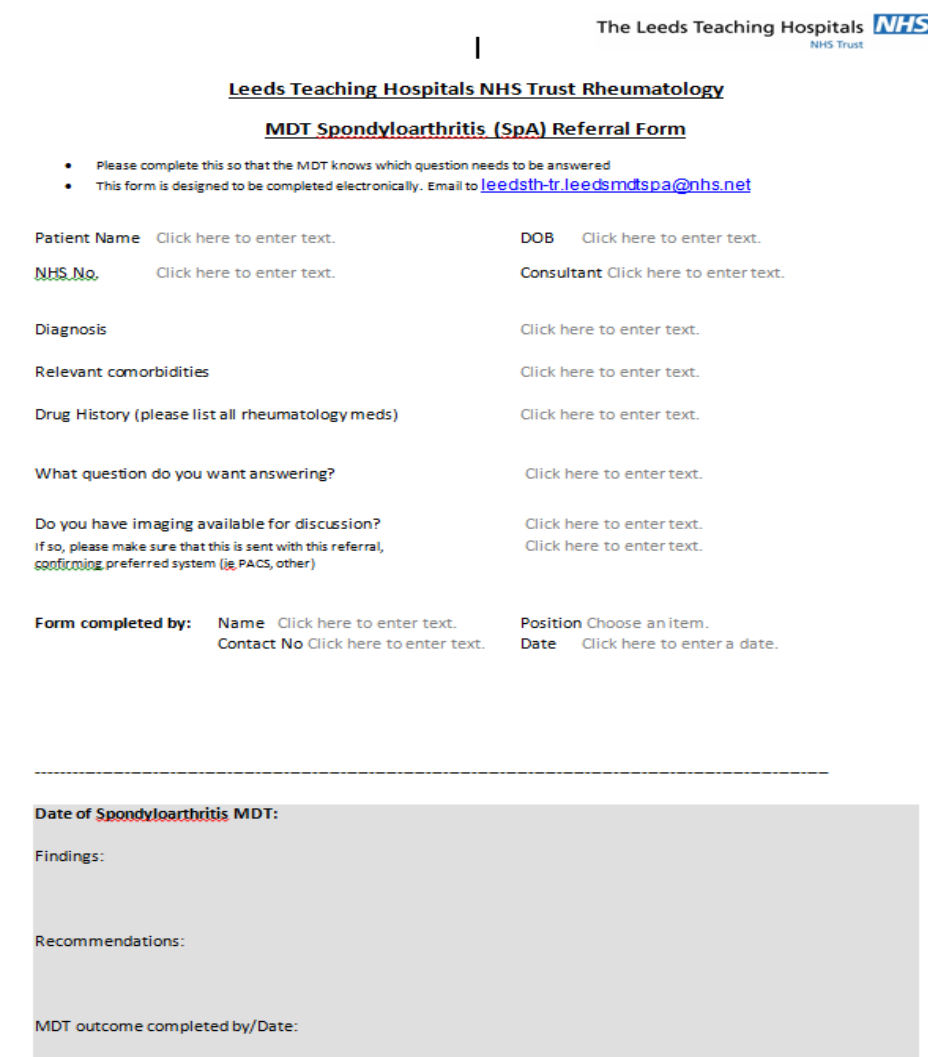 The Leeds Teaching Hospitals NHS
NHS Trust
Leeds Teaching Hospitals NHS Trust Rheumatology
MDT Spondyloarthritis (SpA) Referral Form
• Please complete this so that the MDT knows which question needs to be answered
• This form is designed to be completed electronically. Email to leedsth-tr.leedsmdtspa@nhs.net
Patient Name Click here to enter text. DOB Click here to enter text.
NHS No. Click here to enter text. Consultant Click here to enter text.
Diagnosis Click here to enter text.
Relevant comorbidities Click here to enter text.
Drug History (please list all rheumatology meds) Click here to enter text.
What question do you want answering? Click here to enter text.
Do you have imaging available for discussion? Click here to enter text.
If so, please make sure that this is sent with this referral, Click here to enter text.
confirming preferred system (ie PACS, other)
Form completed by: Name Click here to enter text. Position Choose an item.
Contact No Click here to enter text. Date Click here to enter a date.
Date of Spondyloarthritis MDT:
Findings:
Recommendations:
MDT outcome completed by/Date: